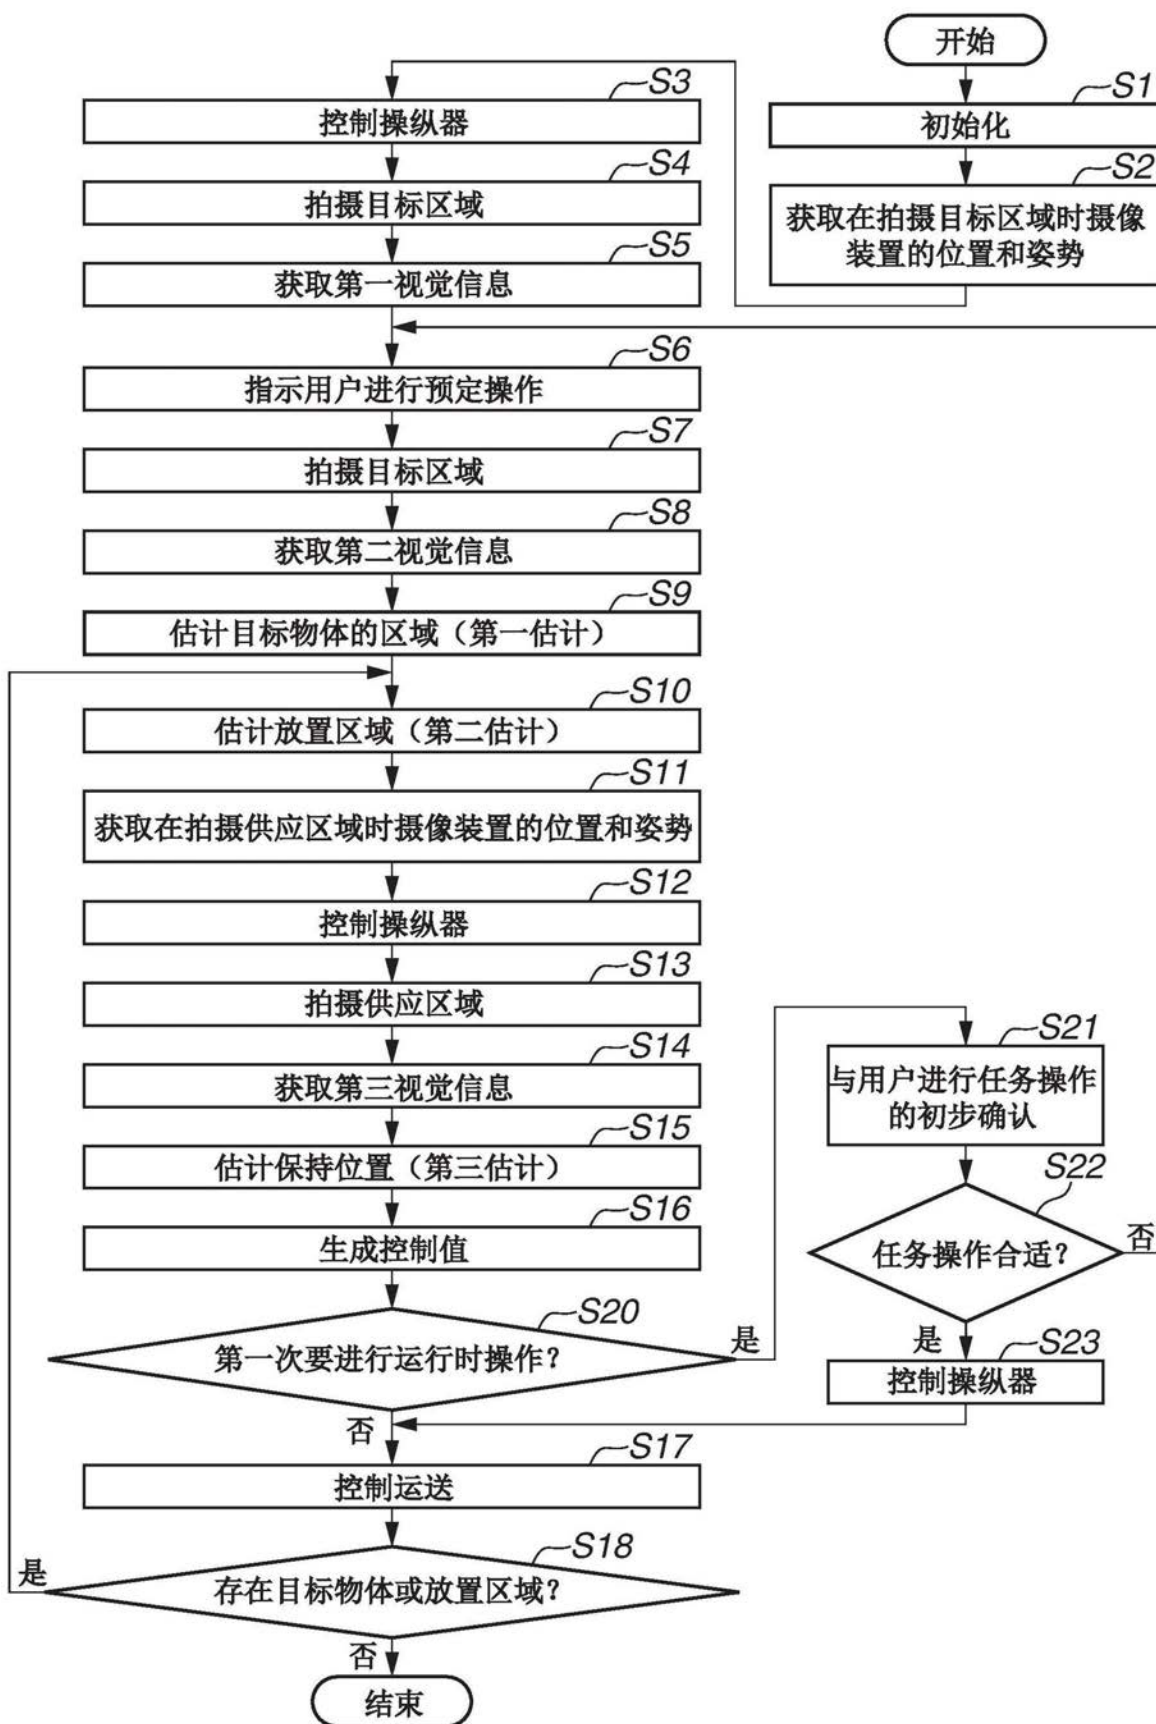 开始
S1
初始化
S2
获取在拍摄目标区域时摄像
装置的位置和姿势
S3
控制操纵器
S4
拍摄目标区域
S5
获取第一视觉信息
S6
指示用户进行预定操作
S7
拍摄目标区域
S8
获取第二视觉信息
S9
估计目标物体的区域（第一估计）
S10
估计放置区域（第二估计）
S11
获取在拍摄供应区域时摄像装置的位置和姿势
S12
控制操纵器
S13
拍摄供应区域
S14
获取第三视觉信息
S15
估计保持位置（第三估计）
S16
生成控制值
S20
第一次要进行运行时操作？
是
否
S21
与用户进行任务操作
的初步确认
S22
任务操作合适？
否
是
S23
控制操纵器
S17
控制运送
S18
存在目标物体或放置区域？
是
否
结束